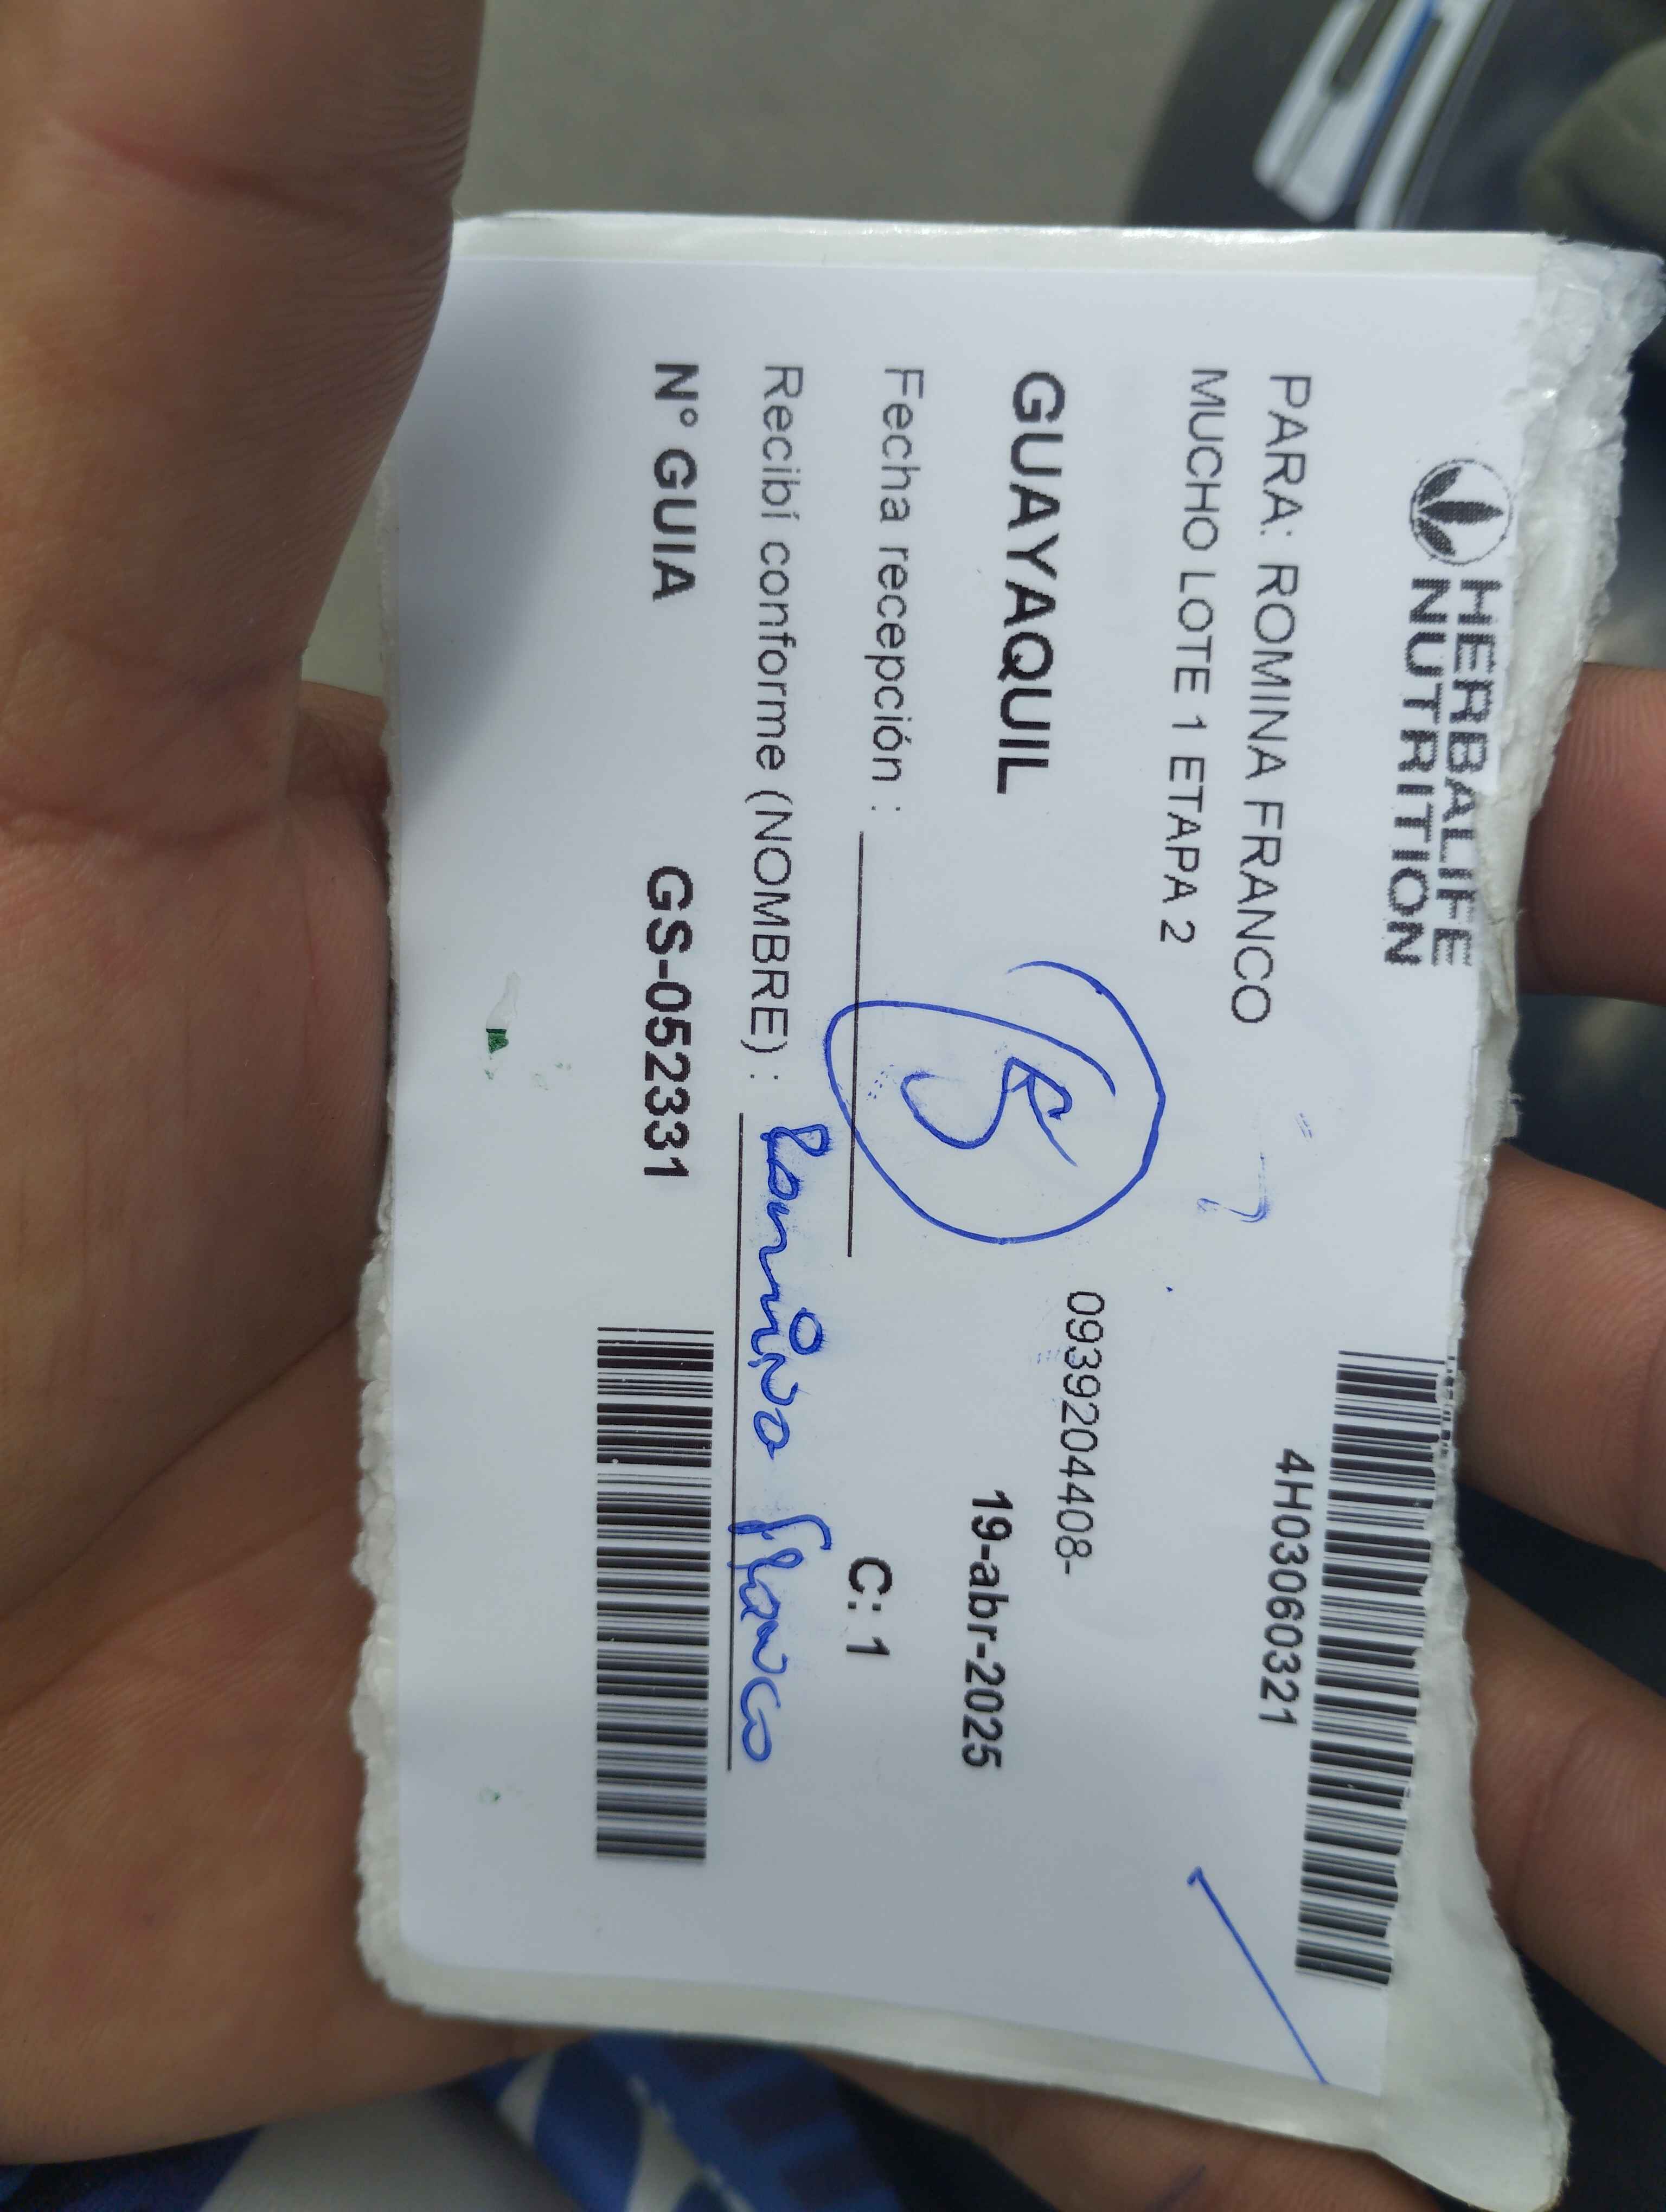 HERBALIFE
NUTRITION
4H03060321
PARA: ROMINA FRANCO
MUCHO LOTE 1 ETAPA 2
0939204408-
GUAYAQUIL
19-abr-2025
Fecha recepción :
C: 1
Recibí conforme (NOMBRE) : Romina Franco
N° GUIA GS-052331